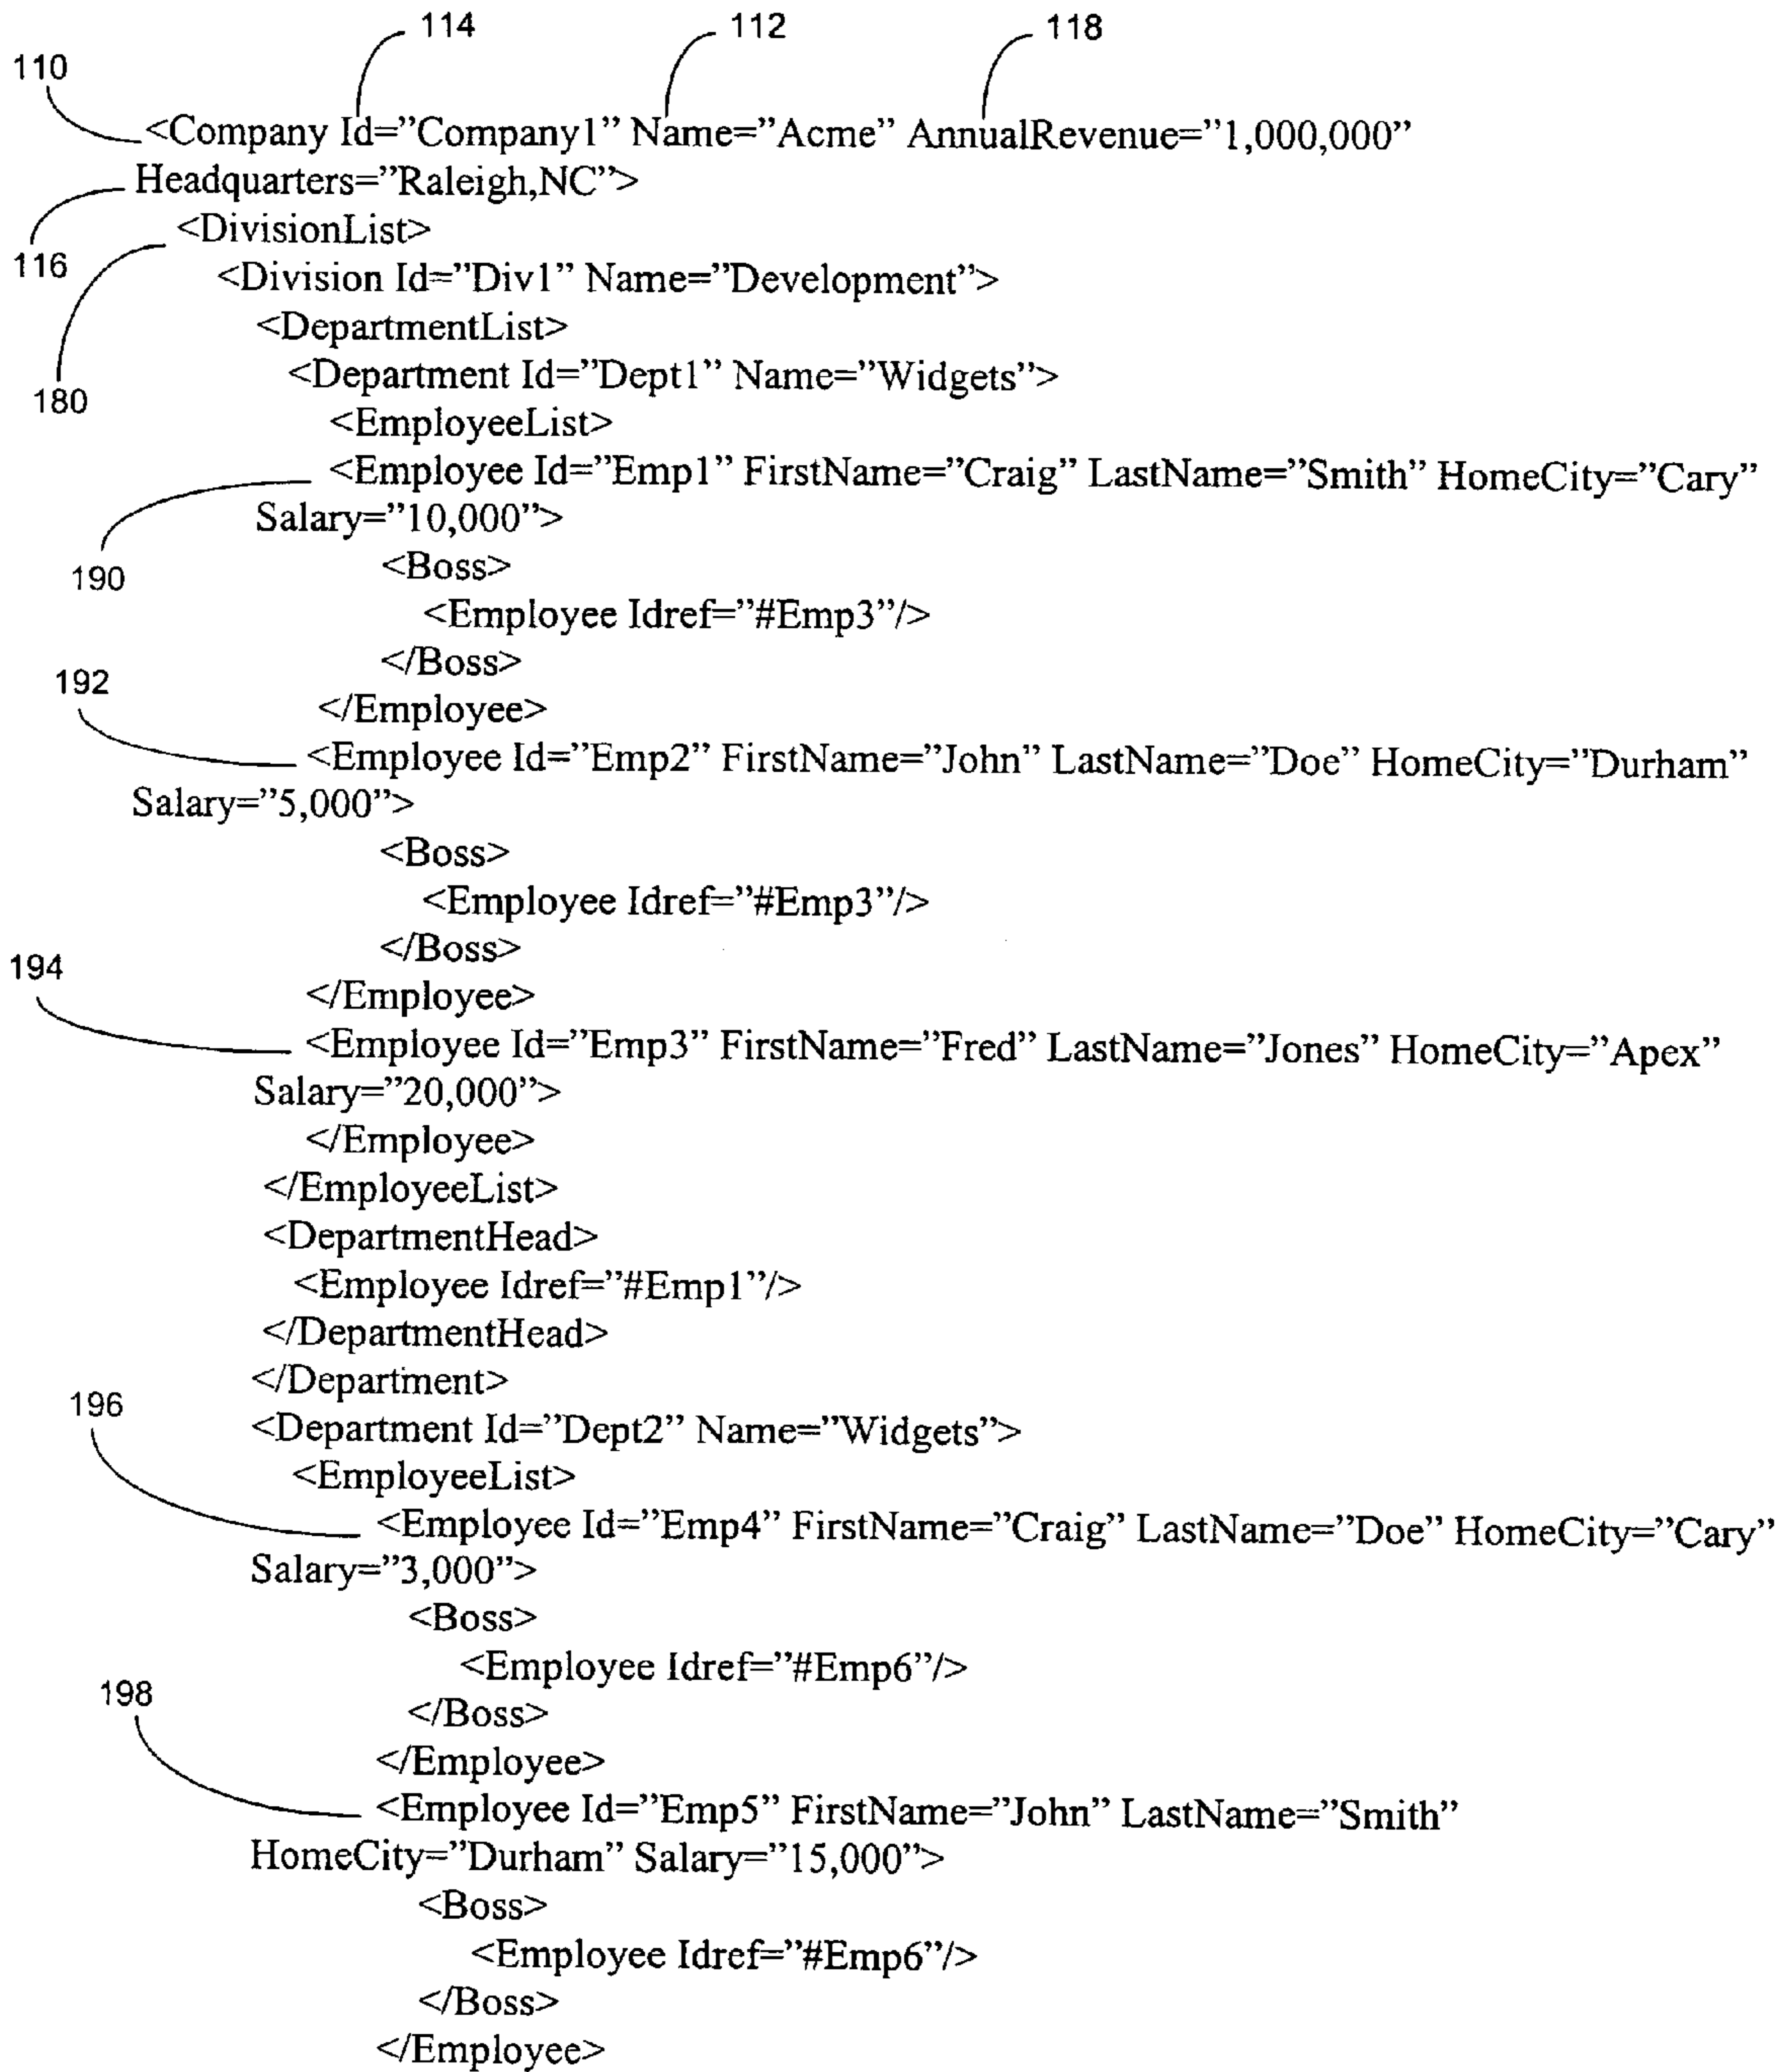 114 112 118
110
<Company Id=”Company1” Name=”Acme” AnnualRevenue=”1,000,000”
Headquarters=”Raleigh,NC”>
<DivisionList>
116
<Division Id=”Div1” Name=”Development”>
<DepartmentList>
<Department Id=”Dept1” Name=”Widgets”>
180
<EmployeeList>
<Employee Id=”Emp1” FirstName=”Craig” LastName=”Smith” HomeCity=”Cary”
Salary=”10,000”>
<Boss>
190
<Employee Idref=”#Emp3”/>
</Boss>
192
</Employee>
<Employee Id=”Emp2” FirstName=”John” LastName=”Doe” HomeCity=”Durham”
Salary=”5,000”>
<Boss>
<Employee Idref=”#Emp3”/>
</Boss>
194
</Employee>
<Employee Id=”Emp3” FirstName=”Fred” LastName=”Jones” HomeCity=”Apex”
Salary=”20,000”>
</Employee>
</EmployeeList>
<DepartmentHead>
<Employee Idref=”#Emp1”/>
</DepartmentHead>
</Department>
196
<Department Id=”Dept2” Name=”Widgets”>
<EmployeeList>
<Employee Id=”Emp4” FirstName=”Craig” LastName=”Doe” HomeCity=”Cary”
Salary=”3,000”>
<Boss>
<Employee Idref=”#Emp6”/>
198
</Boss>
</Employee>
<Employee Id=”Emp5” FirstName=”John” LastName=”Smith”
HomeCity=”Durham” Salary=”15,000”>
<Boss>
<Employee Idref=”#Emp6”/>
</Boss>
</Employee>